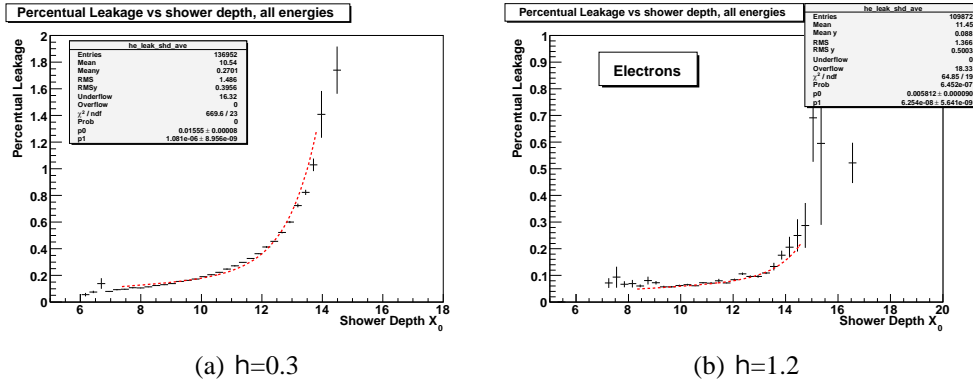 Percentual Leakage vs shower depth, all energies
he_leak_shd_ave
Entries 136952
Mean 10.54
Meany 0.2701
RMS 1.486
RMSy 0.3956
Underflow 16.32
Overflow 0
χ² / ndf 669.6 / 23
Prob 0
p0 0.01555 ± 0.00008
p1 1.081e-06 ± 8.956e-09
Percentual Leakage
2
1.8
1.6
1.4
1.2
1
0.8
0.6
0.4
0.2
0
6 8 10 12 14 16 18
Shower Depth X0
(a) h=0.3
Percentual Leakage vs shower depth, all energies
he_leak_shd_ave
Entries 109872
Mean 11.45
Mean y 0.088
RMS 1.366
RMS y 0.5003
Underflow 0
Overflow 18.33
χ² / ndf 64.85 / 19
Prob 6.452e-07
p0 0.005812 ± 0.000090
p1 6.254e-08 ± 5.641e-09
Electrons
Percentual Leakage
1
0.9
0.8
0.7
0.6
0.5
0.4
0.3
0.2
0.1
0
6 8 10 12 14 16 18 20
Shower Depth X0
(b) h=1.2